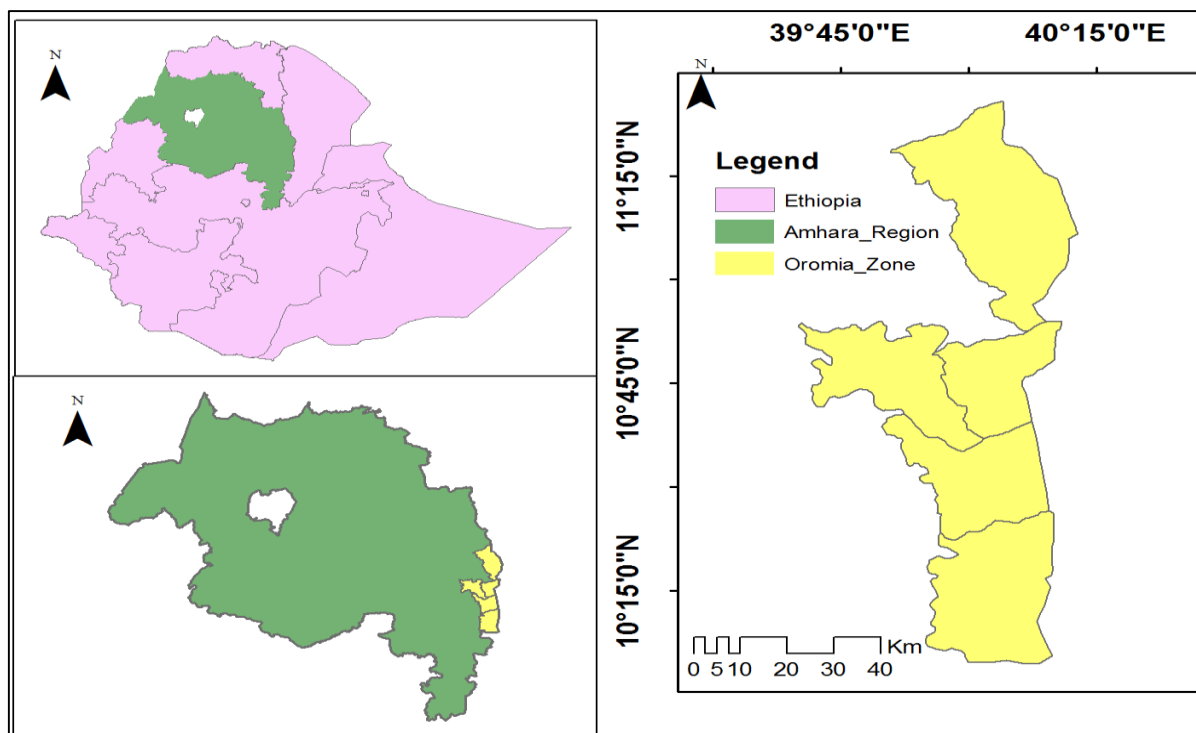 N
N
39°45'0"E
40°15'0"E
N
11°15'0"N
10°45'0"N
10°15'0"N
Legend
Ethiopia
Amhara_Region
Oromia_Zone
Km
0 5 10 20 30 40